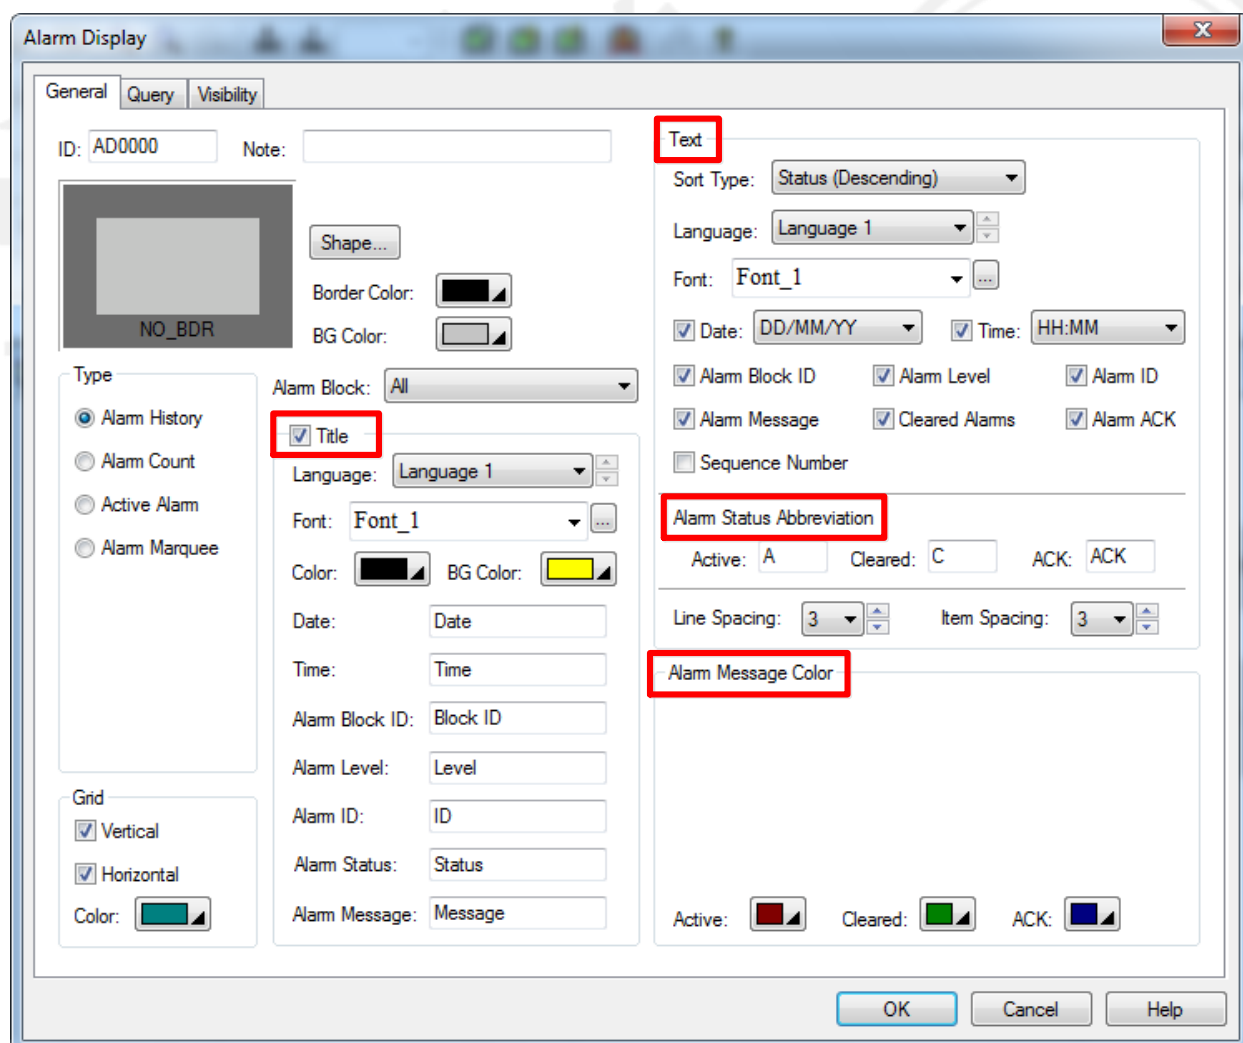 Alarm Display
General Query Visibility
ID: AD0000 Note:
NO_BDR
Shape...
Border Color:
BG Color:
Type
Alarm History
Alarm Count
Active Alarm
Alarm Marquee
Grid
Vertical
Horizontal
Color:
Alarm Block: All
Title
Language: Language 1
Font: Font_1 ...
Color: BG Color:
Date: Date
Time: Time
Alarm Block ID: Block ID
Alarm Level: Level
Alarm ID: ID
Alarm Status: Status
Alarm Message: Message
Text
Sort Type: Status (Descending)
Language: Language 1
Font: Font_1 ...
Date: DD/MM/YY Time: HH:MM
Alarm Block ID Alarm Level Alarm ID
Alarm Message Cleared Alarms Alarm ACK
Sequence Number
Alarm Status Abbreviation
Active: A Cleared: C ACK: ACK
Line Spacing: 3 Item Spacing: 3
Alarm Message Color
Active: Cleared: ACK:
OK Cancel Help